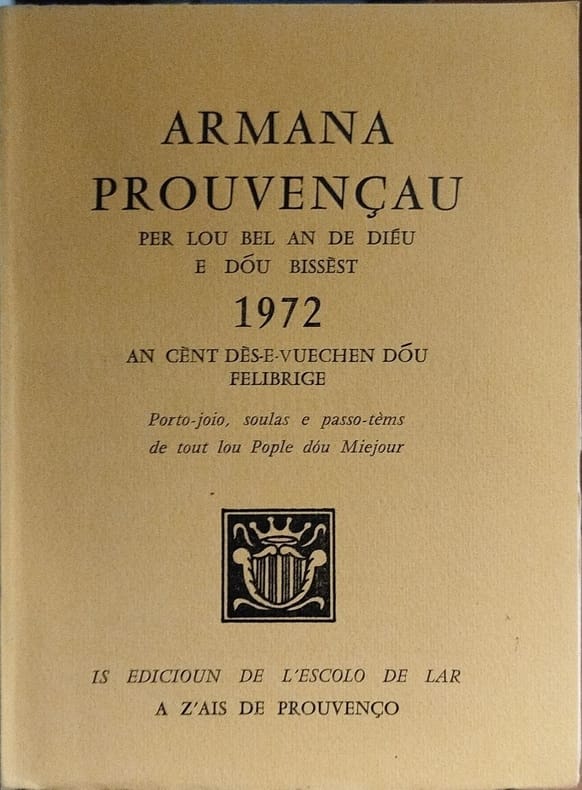 ARMANA
PROUVENÇAU
PER LOU BEL AN DE DIÉU
E DÓU BISSÈST
1972
AN CÈNT DÈS-E-VUECHEN DÓU
FELIBRIGE
Porto-joio, soulas e passo-tèms
de tout lou Pople dóu Miejour
IS EDICIOUN DE L'ESCOLO DE LAR
A Z'AIS DE PROUVENÇO